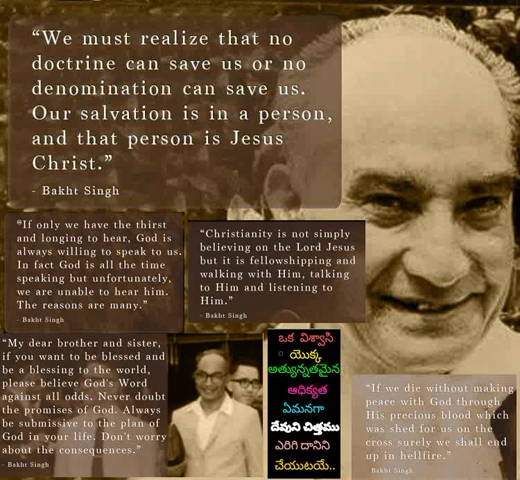 “We must realize that no
doctrine can save us or no
denomination can save us.
Our salvation is in a person,
and that person is Jesus
Christ.”
- Bakht Singh
“If only we have the thirst
and longing to hear, God is
always willing to speak to us.
In fact God is all the time
speaking but unfortunately,
we are unable to hear him.
The reasons are many.”
- Bakht Singh
“Christianity is not simply
believing on the Lord Jesus
but it is fellowshipping and
walking with Him, talking
to Him and listening to
Him.”
- Bakht Singh
“My dear brother and sister,
if you want to be blessed and
be a blessing to the world,
please believe God's Word
against all odds. Never doubt
the promises of God. Always
be submissive to the plan of
God in your life. Don't worry
about the consequences.”
- Bakht Singh
ఒక విశ్వాసి
యొక్క
అత్యున్నతమైన
ఆధిక్యత
ఏమనగా
దేవుని చిత్తము
ఎరిగి దానిని
చేయుటయే..
“If we die without making
peace with God through
His precious blood which
was shed for us on the
cross surely we shall end
up in hellfire.”
- Bakht Singh